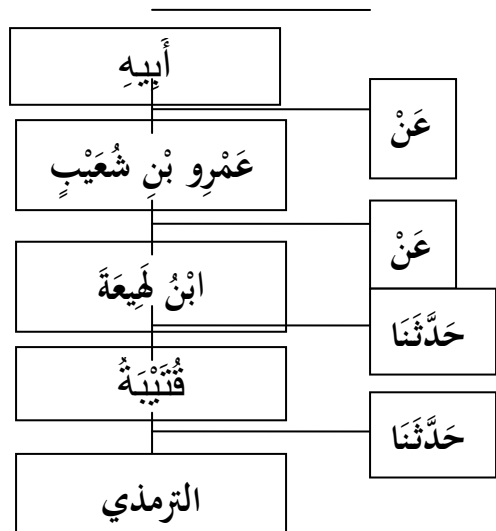 أَبِيهِ
عَنْ
عَمْرِو بْنِ شُعَيْبٍ
عَنْ
ابْنُ لَهِيعَةَ
حَدَّثَنَا
قُتَيْبَةُ
حَدَّثَنَا
الترمذي